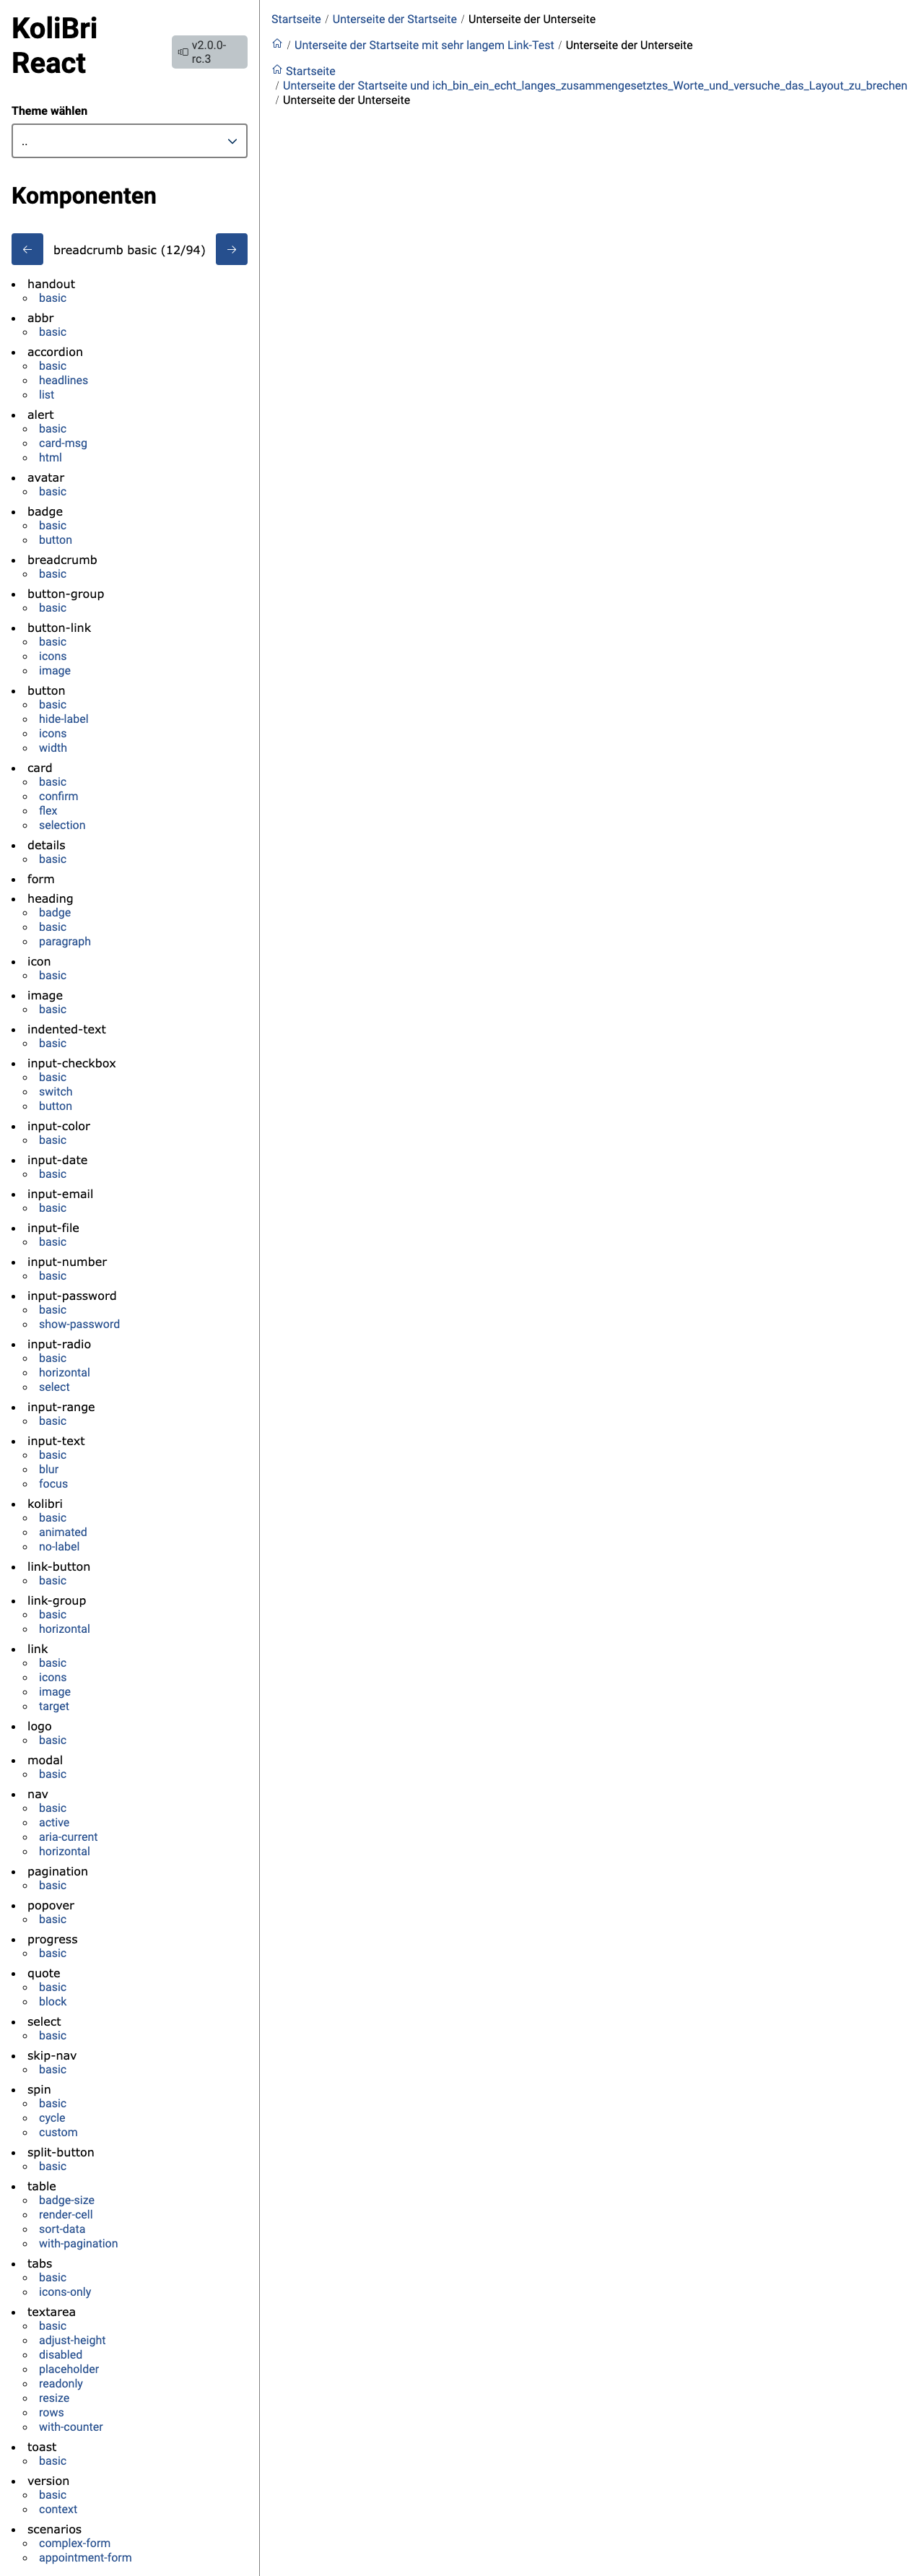 KoliBri
React
v2.0.0-
rc.3
Theme wählen
..
Komponenten
← breadcrumb basic (12/94) →
handout
basic
abbr
basic
accordion
basic
headlines
list
alert
basic
card-msg
html
avatar
basic
badge
basic
button
breadcrumb
basic
button-group
basic
button-link
basic
icons
image
button
basic
hide-label
icons
width
card
basic
confirm
flex
selection
details
basic
form
heading
badge
basic
paragraph
icon
basic
image
basic
indented-text
basic
input-checkbox
basic
switch
button
input-color
basic
input-date
basic
input-email
basic
input-file
basic
input-number
basic
input-password
basic
show-password
input-radio
basic
horizontal
select
input-range
basic
input-text
basic
blur
focus
kolibri
basic
animated
no-label
link-button
basic
link-group
basic
horizontal
link
basic
icons
image
target
logo
basic
modal
basic
nav
basic
active
aria-current
horizontal
pagination
basic
popover
basic
progress
basic
quote
basic
block
select
basic
skip-nav
basic
spin
basic
cycle
custom
split-button
basic
table
badge-size
render-cell
sort-data
with-pagination
tabs
basic
icons-only
textarea
basic
adjust-height
disabled
placeholder
readonly
resize
rows
with-counter
toast
basic
version
basic
context
scenarios
complex-form
appointment-form
Startseite / Unterseite der Startseite / Unterseite der Unterseite
/ Unterseite der Startseite mit sehr langem Link-Test / Unterseite der Unterseite
Startseite
/ Unterseite der Startseite und ich_bin_ein_echt_langes_zusammengesetztes_Worte_und_versuche_das_Layout_zu_brechen
/ Unterseite der Unterseite